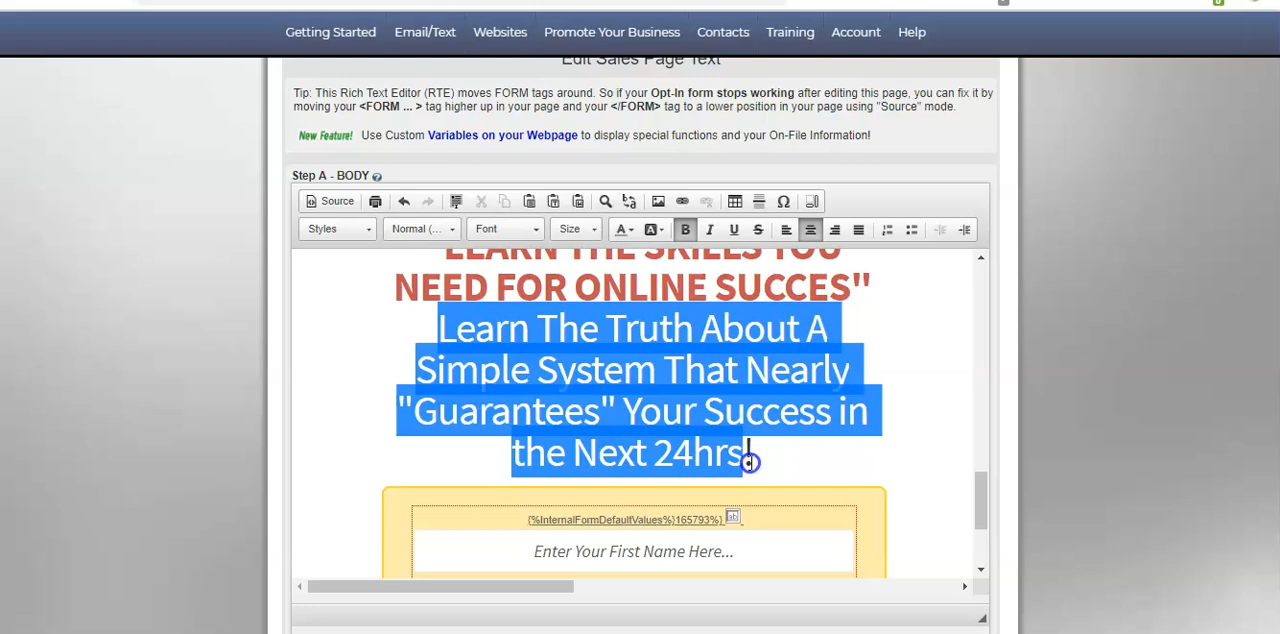 Getting Started Email/Text Websites Promote Your Business Contacts Training Account Help
Edit Sales Page Text
Tip: This Rich Text Editor (RTE) moves FORM tags around. So if your Opt-In form stops working after editing this page, you can fix it by
moving your <FORM ... > tag higher up in your page and your </FORM> tag to a lower position in your page using "Source" mode.
New Feature! Use Custom Variables on your Webpage to display special functions and your On-File Information!
Step A - BODY
Source
Styles Normal (... Font Size A A B I U S
LEARN THE SKILLS YOU
NEED FOR ONLINE SUCCES"
Learn The Truth About A
Simple System That Nearly
"Guarantees" Your Success in
the Next 24hrs!
{%InternalFormDefaultValues%}165793%}
Enter Your First Name Here...